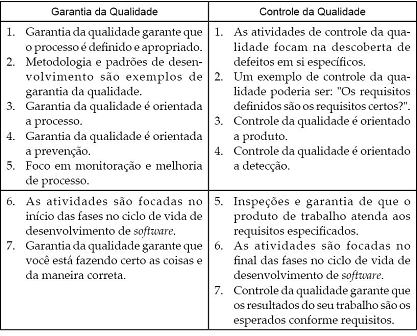 Garantia da Qualidade
1. Garantia da qualidade garante que
o processo é definido e apropriado.
2. Metodologia e padrões de desen-
volvimento são exemplos de
garantia da qualidade.
3. Garantia da qualidade é orientada
a processo.
4. Garantia da qualidade é orientada
a prevenção.
5. Foco em monitoração e melhoria
de processo.
6. As atividades são focadas no
início das fases no ciclo de vida de
desenvolvimento de software.
7. Garantia da qualidade garante que
você está fazendo certo as coisas e
da maneira correta.
Controle da Qualidade
1. As atividades de controle da qua-
lidade focam na descoberta de
defeitos em si específicos.
2. Um exemplo de controle da qua-
lidade poderia ser: "Os requisitos
definidos são os requisitos certos?".
3. Controle da qualidade é orientado
a produto.
4. Controle da qualidade é orientado
a detecção.
5. Inspeções e garantia de que o
produto de trabalho atenda aos
requisitos especificados.
6. As atividades são focadas no
final das fases no ciclo de vida de
desenvolvimento de software.
7. Controle da qualidade garante que
os resultados do seu trabalho são os
esperados conforme requisitos.